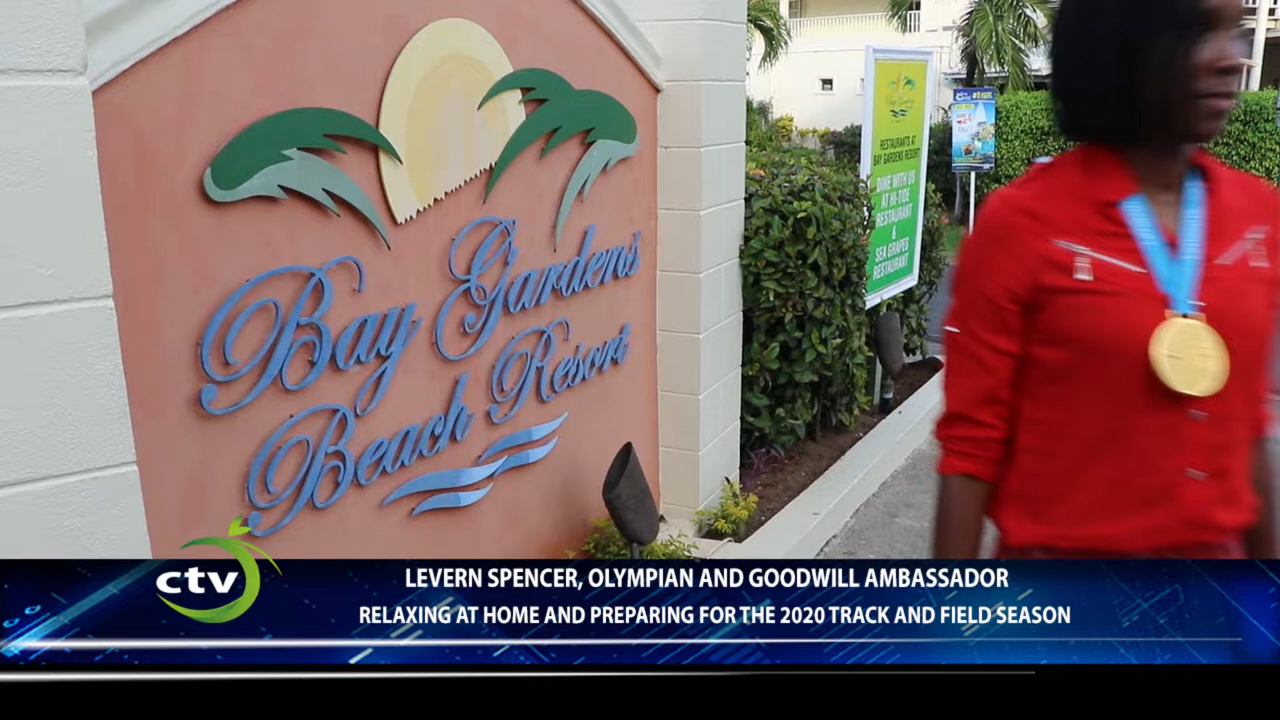 Bay Gardens
Beach Resort
Bay Gardens
RESTAURANTS AT
BAY GARDENS RESORT
DINE WITH US
AT HI-TIDE
RESTAURANT
&
SEA GRAPES
RESTAURANT
ctv
LEVERN SPENCER, OLYMPIAN AND GOODWILL AMBASSADOR
RELAXING AT HOME AND PREPARING FOR THE 2020 TRACK AND FIELD SEASON